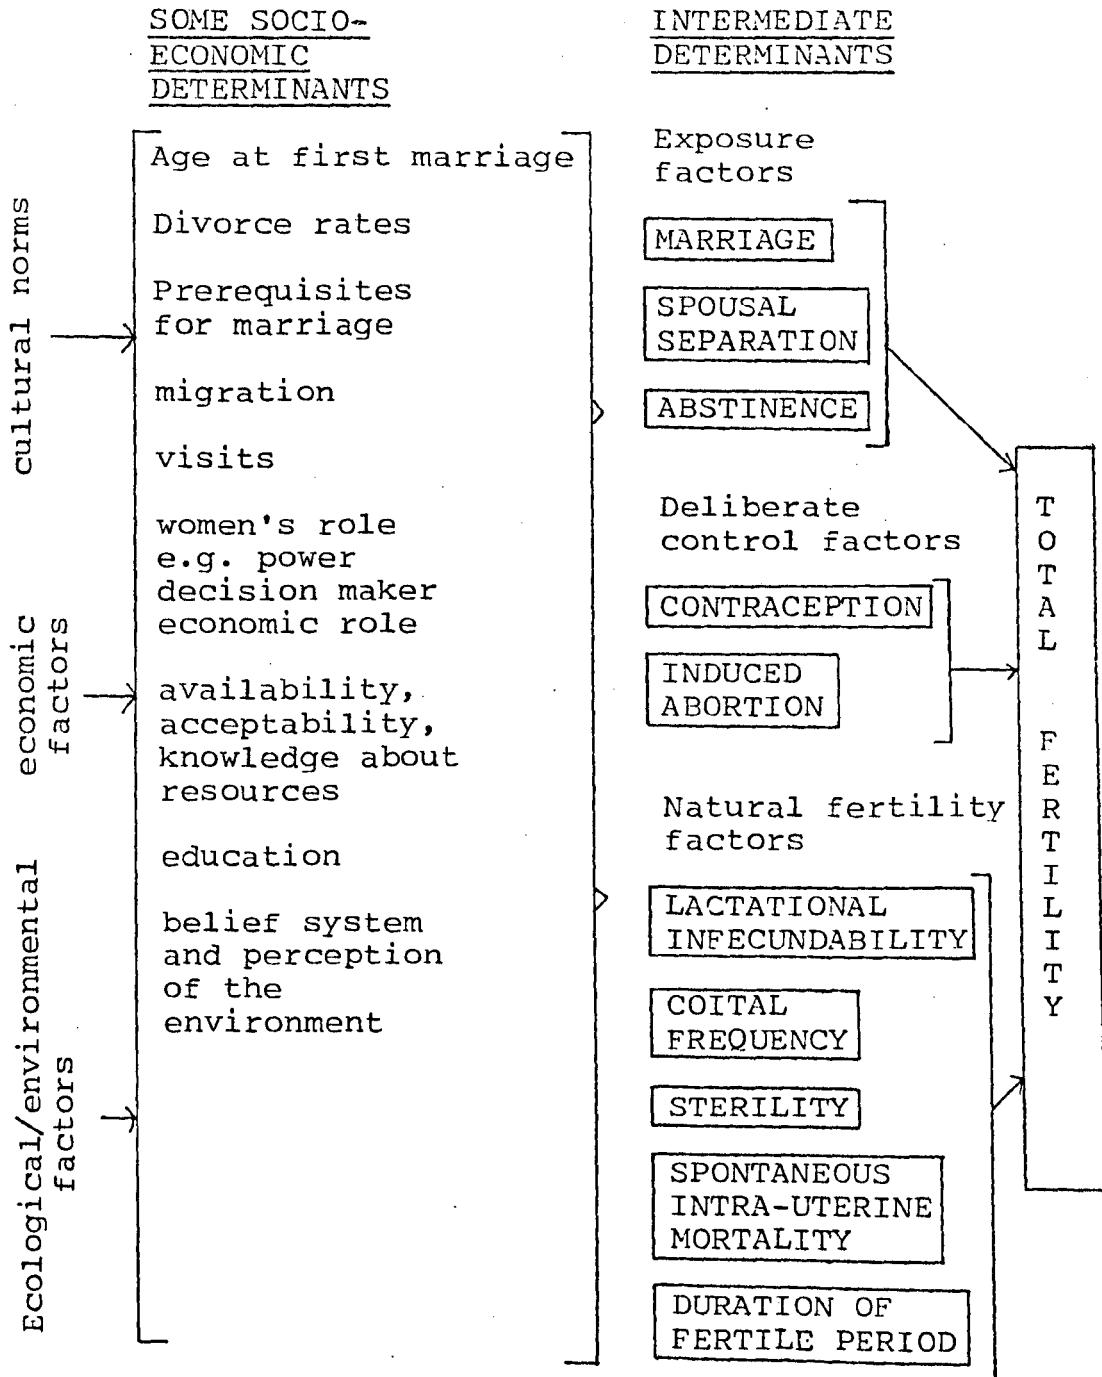 SOME SOCIO-
ECONOMIC
DETERMINANTS
cultural norms
economic
factors
Ecological/environmental
factors
Age at first marriage
Divorce rates
Prerequisites
for marriage
migration
visits
women's role
e.g. power
decision maker
economic role
availability,
acceptability,
knowledge about
resources
education
belief system
and perception
of the
environment
INTERMEDIATE
DETERMINANTS
Exposure
factors
MARRIAGE
SPOUSAL
SEPARATION
ABSTINENCE
Deliberate
control factors
CONTRACEPTION
INDUCED
ABORTION
Natural fertility
factors
LACTATIONAL
INFECUNDABILITY
COITAL
FREQUENCY
STERILITY
SPONTANEOUS
INTRA-UTERINE
MORTALITY
DURATION OF
FERTILE PERIOD
TOTAL FERTILITY